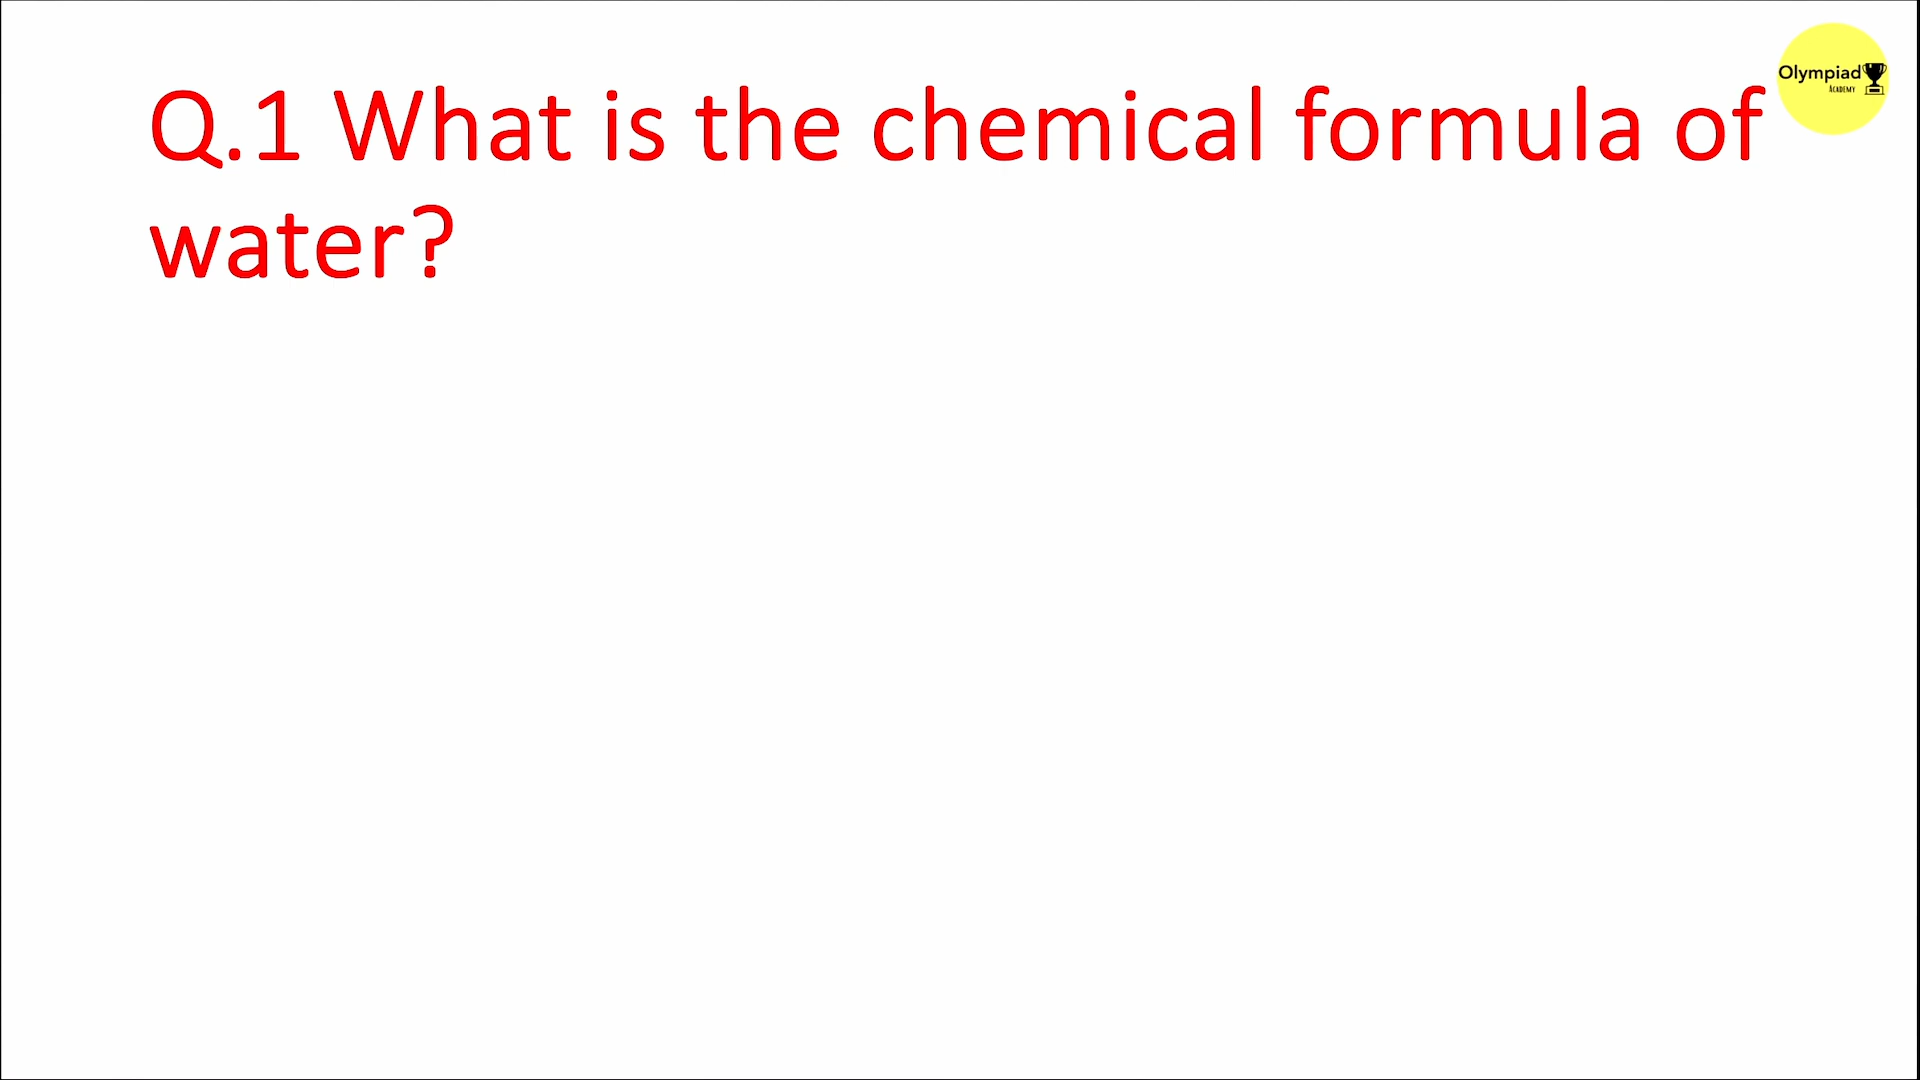 Olympiad
ACADEMY
Q.1 What is the chemical formula of
water?